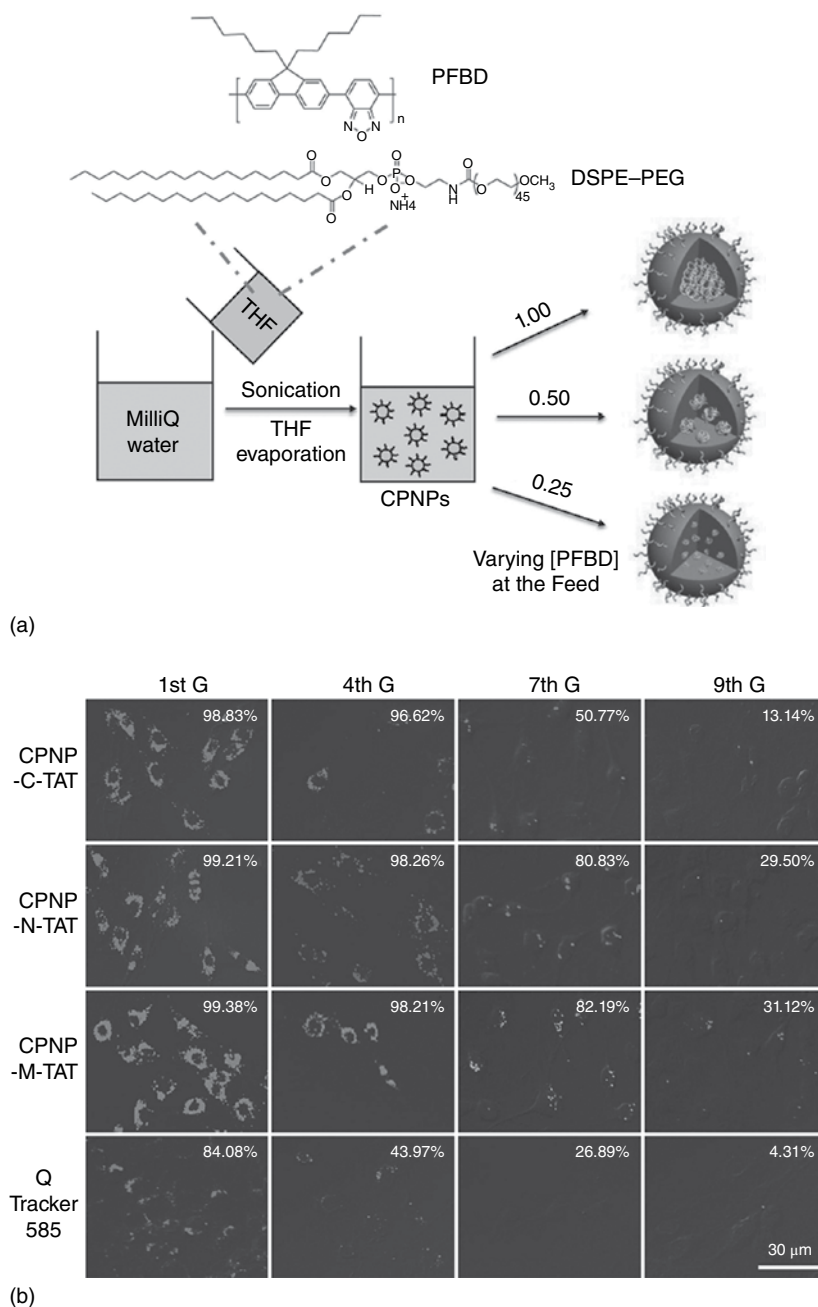 PFBD
n
N
O
N
O
O
O
O
H
O
P
O
O
NH4
+
N
H
O
O
O
45
OCH3
DSPE–PEG
THF
MilliQ
water
Sonication
THF
evaporation
CPNPs
1.00
0.50
0.25
Varying [PFBD]
at the Feed
(a)
1st G 4th G 7th G 9th G
CPNP
-C-TAT
98.83% 96.62% 50.77% 13.14%
CPNP
-N-TAT
99.21% 98.26% 80.83% 29.50%
CPNP
-M-TAT
99.38% 98.21% 82.19% 31.12%
Q
Tracker
585
84.08% 43.97% 26.89% 4.31%
30 μm
(b)